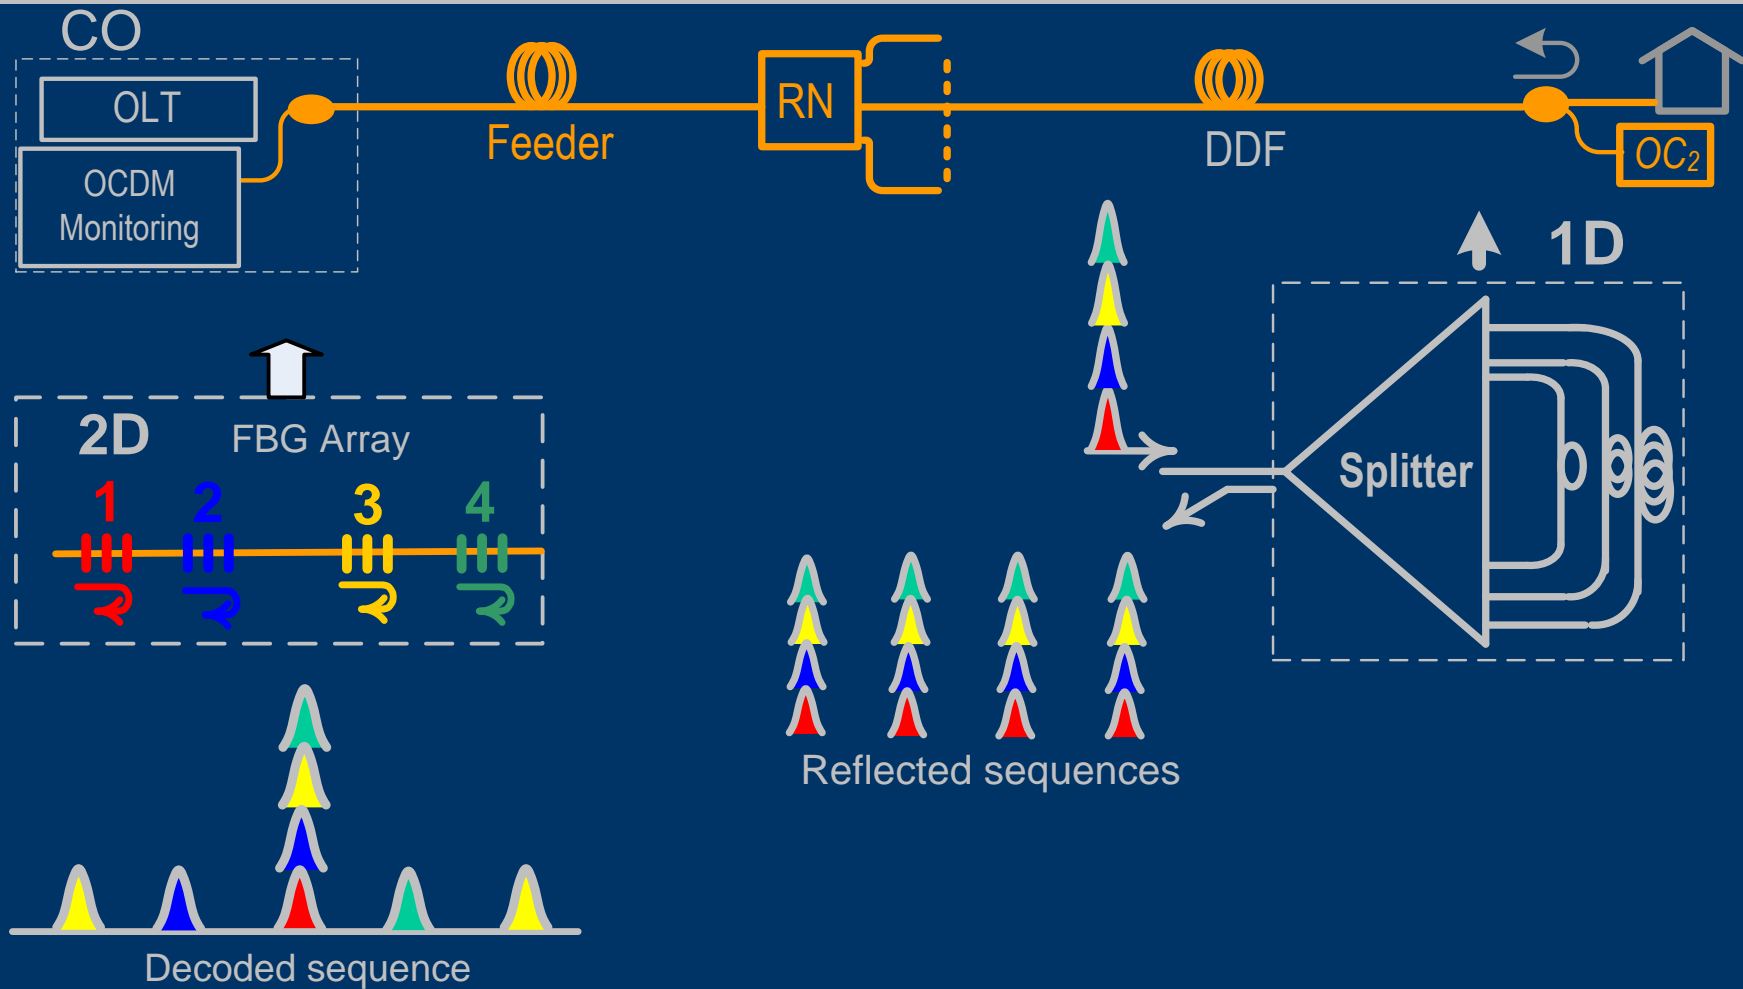 CO
OLT
OCDM
Monitoring
Feeder
RN
DDF
OC2
1D
2D
FBG Array
1 2 3 4
Splitter
Reflected sequences
Decoded sequence